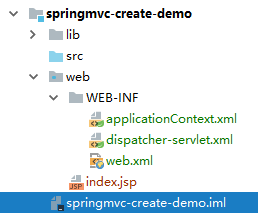 springmvc-create-demo
lib
src
web
WEB-INF
applicationContext.xml
dispatcher-servlet.xml
web.xml
index.jsp
springmvc-create-demo.iml